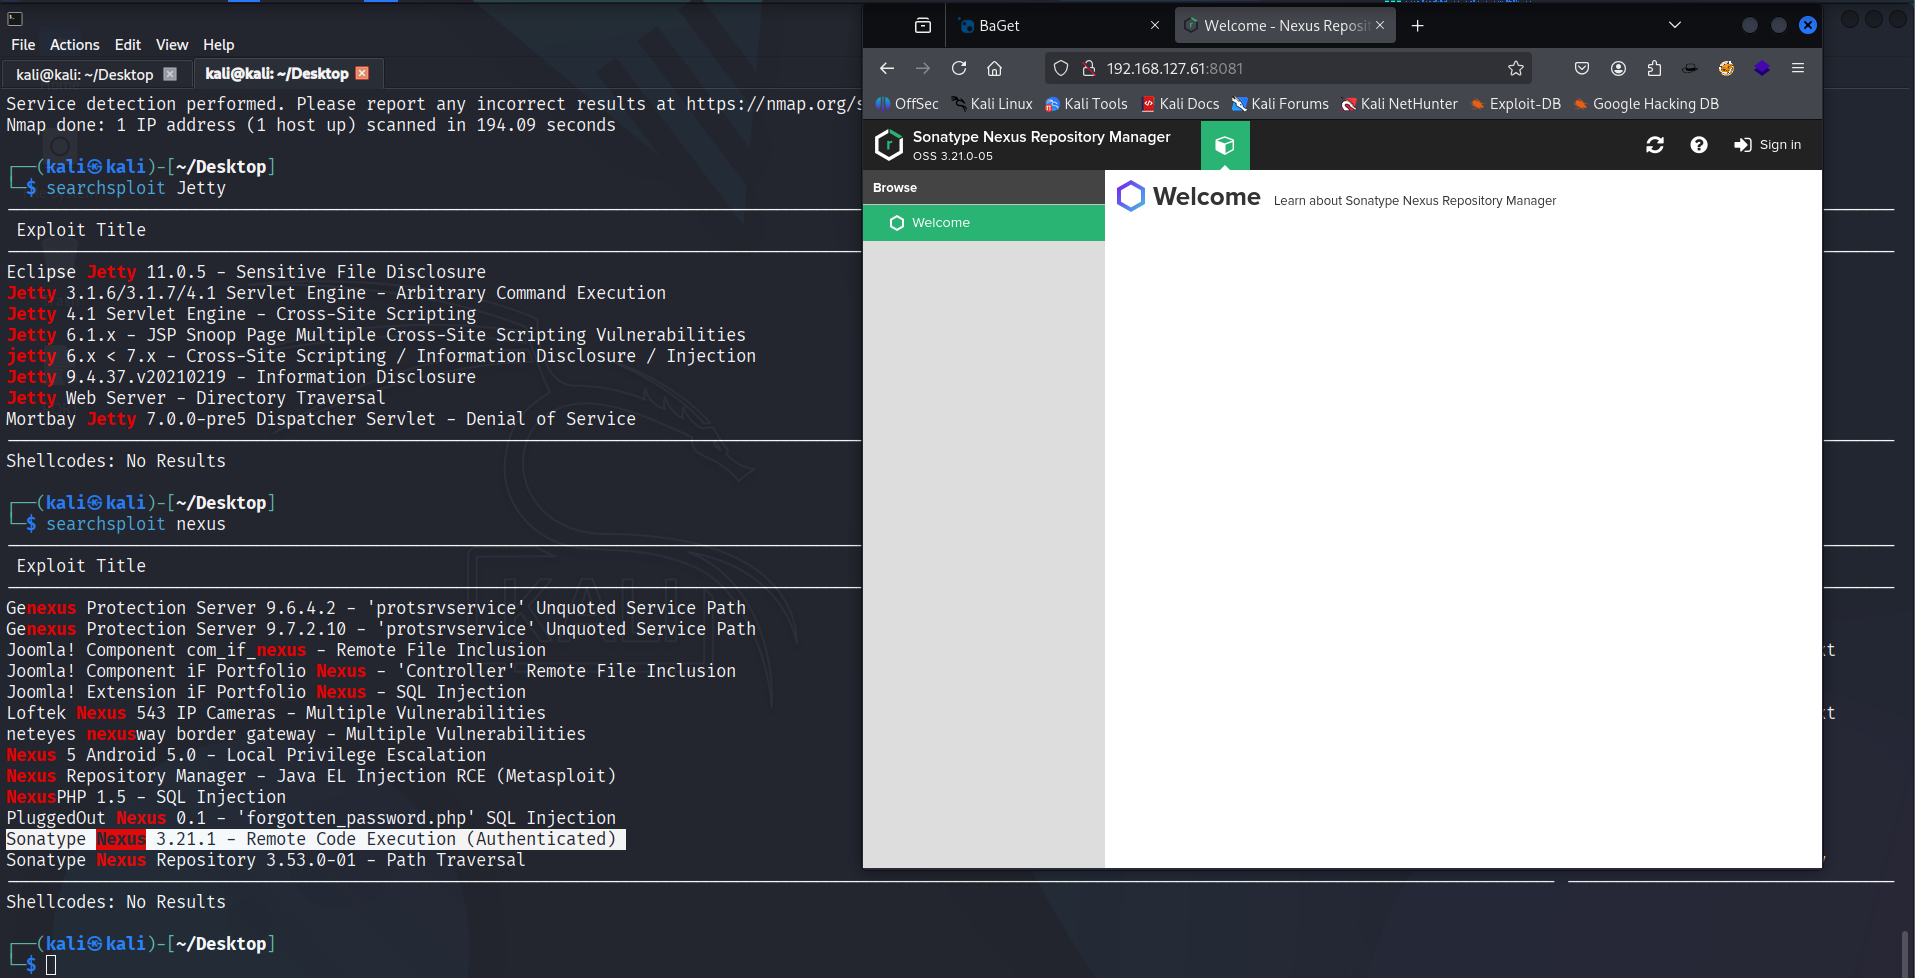 File Actions Edit View Help
kali@kali: ~/Desktop
kali@kali: ~/Desktop
Service detection performed. Please report any incorrect results at https://nmap.org/s
Nmap done: 1 IP address (1 host up) scanned in 194.09 seconds
┌──(kali㉿kali)-[~/Desktop]
└─$ searchsploit Jetty
Exploit Title
Eclipse Jetty 11.0.5 - Sensitive File Disclosure
Jetty 3.1.6/3.1.7/4.1 Servlet Engine - Arbitrary Command Execution
Jetty 4.1 Servlet Engine - Cross-Site Scripting
Jetty 6.1.x - JSP Snoop Page Multiple Cross-Site Scripting Vulnerabilities
jetty 6.x < 7.x - Cross-Site Scripting / Information Disclosure / Injection
Jetty 9.4.37.v20210219 - Information Disclosure
Jetty Web Server - Directory Traversal
Mortbay Jetty 7.0.0-pre5 Dispatcher Servlet - Denial of Service
Shellcodes: No Results
┌──(kali㉿kali)-[~/Desktop]
└─$ searchsploit nexus
Exploit Title
Genexus Protection Server 9.6.4.2 - 'protsrvservice' Unquoted Service Path
Genexus Protection Server 9.7.2.10 - 'protsrvservice' Unquoted Service Path
Joomla! Component com_if_nexus - Remote File Inclusion
Joomla! Component iF Portfolio Nexus - 'Controller' Remote File Inclusion
Joomla! Extension iF Portfolio Nexus - SQL Injection
Loftek Nexus 543 IP Cameras - Multiple Vulnerabilities
neteyes nexusway border gateway - Multiple Vulnerabilities
Nexus 5 Android 5.0 - Local Privilege Escalation
Nexus Repository Manager - Java EL Injection RCE (Metasploit)
NexusPHP 1.5 - SQL Injection
PluggedOut Nexus 0.1 - 'forgotten_password.php' SQL Injection
Sonatype Nexus 3.21.1 - Remote Code Execution (Authenticated)
Sonatype Nexus Repository 3.53.0-01 - Path Traversal
Shellcodes: No Results
┌──(kali㉿kali)-[~/Desktop]
└─$
KALI
BaGet
Welcome - Nexus Reposit
192.168.127.61:8081
OffSec Kali Linux Kali Tools Kali Docs Kali Forums Kali NetHunter Exploit-DB Google Hacking DB
Sonatype Nexus Repository Manager
OSS 3.21.0-05
Sign in
Browse
Welcome
Welcome Learn about Sonatype Nexus Repository Manager